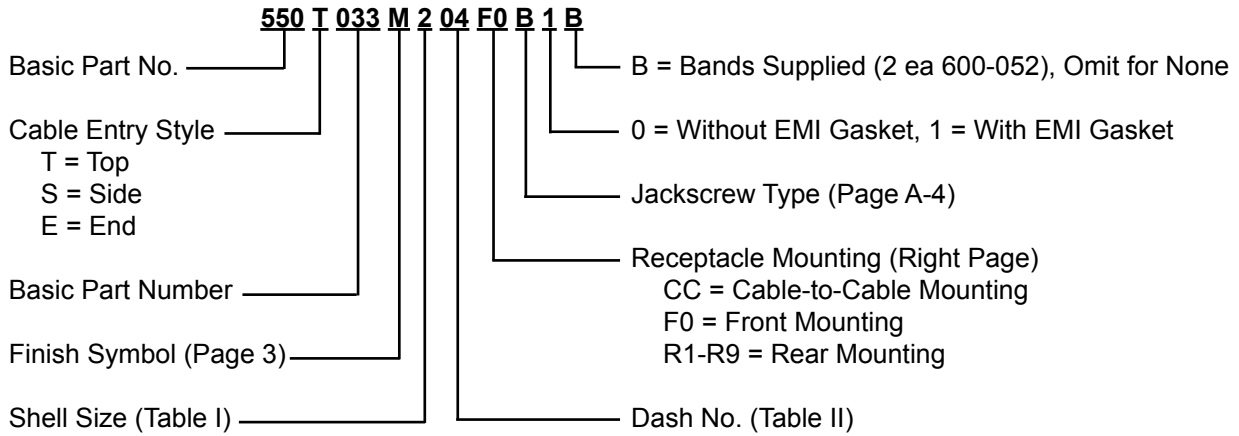 550 T 033 M 2 04 F0 B 1 B
Basic Part No.
Cable Entry Style
T = Top
S = Side
E = End
Basic Part Number
Finish Symbol (Page 3)
Shell Size (Table I)
B = Bands Supplied (2 ea 600-052), Omit for None
0 = Without EMI Gasket, 1 = With EMI Gasket
Jackscrew Type (Page A-4)
Receptacle Mounting (Right Page)
CC = Cable-to-Cable Mounting
F0 = Front Mounting
R1-R9 = Rear Mounting
Dash No. (Table II)